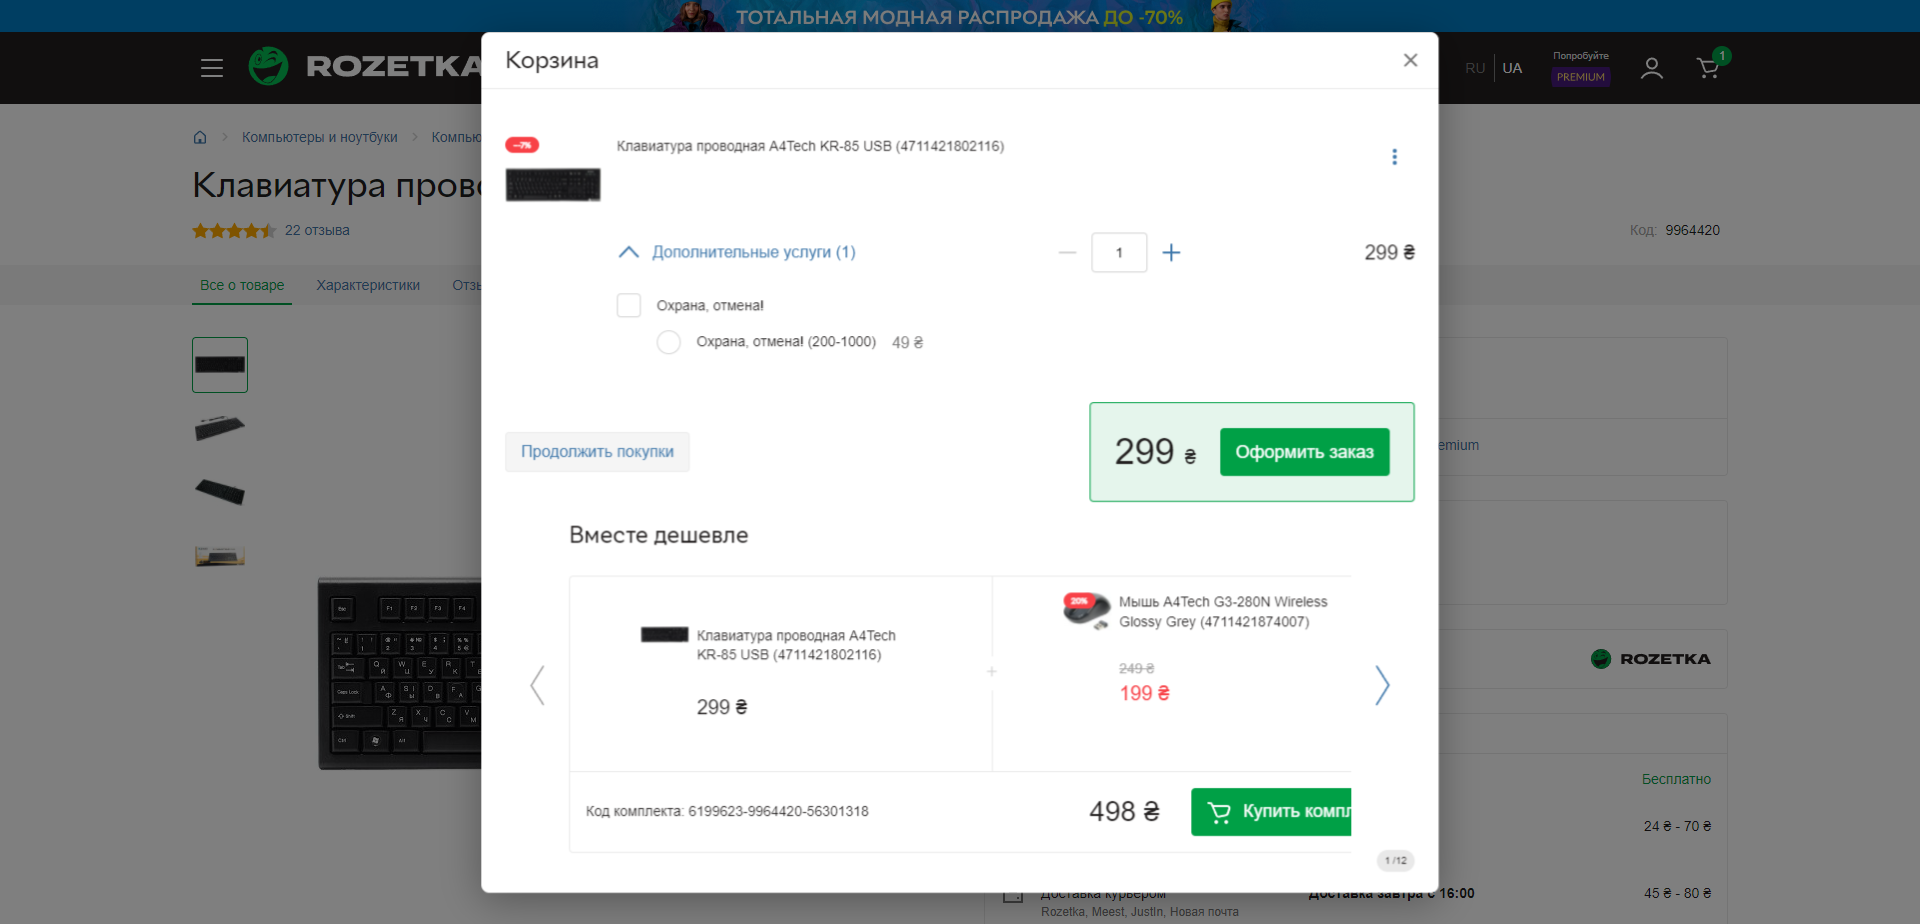 ТОТАЛЬНАЯ МОДНАЯ РАСПРОДАЖА ДО -70%
ROZETKA
RU
UA
Попробуйте
PREMIUM
1
Корзина
Компьютеры и ноутбуки
Компью
Клавиатура прово
22 отзыва
Код: 9964420
Все о товаре
Характеристики
Отзы
–7%
Клавиатура проводная A4Tech KR-85 USB (4711421802116)
Дополнительные услуги (1)
1
299 ₴
Охрана, отмена!
Охрана, отмена! (200-1000) 49 ₴
Продолжить покупки
299 ₴
Оформить заказ
emium
Вместе дешевле
Клавиатура проводная A4Tech
KR-85 USB (4711421802116)
299 ₴
+
20%
Мышь A4Tech G3-280N Wireless
Glossy Grey (4711421874007)
249 ₴
199 ₴
Код комплекта: 6199623-9964420-56301318
498 ₴
Купить компл
1 /12
ROZETKA
Бесплатно
24 ₴ - 70 ₴
Доставка курьером
Доставка завтра с 16:00
45 ₴ - 80 ₴
Rozetka, Meest, JustIn, Новая почта